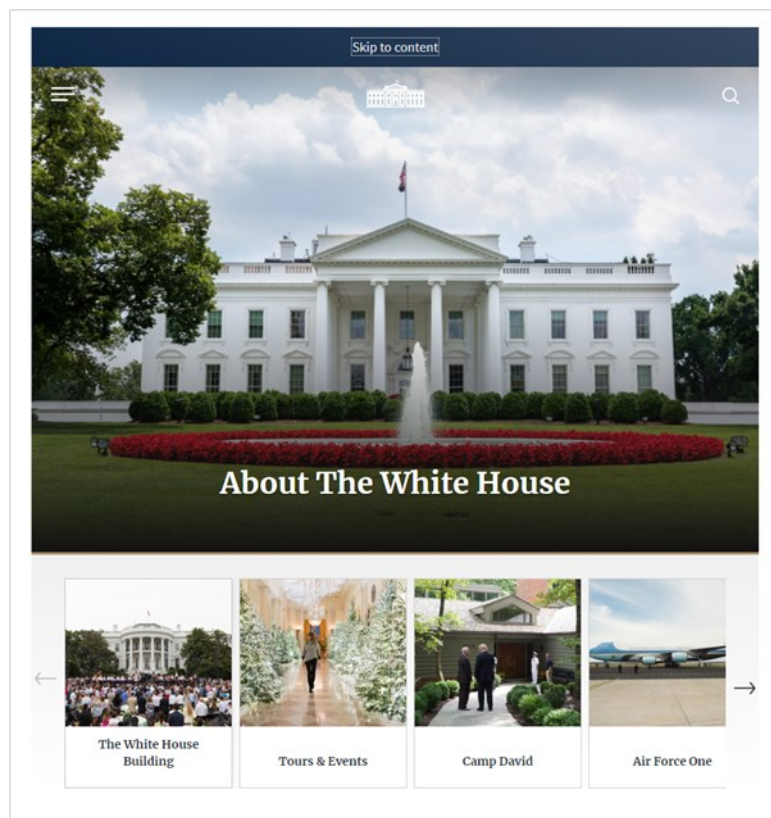 Skip to content
About The White House
The White House
Building
Tours & Events
Camp David
Air Force One